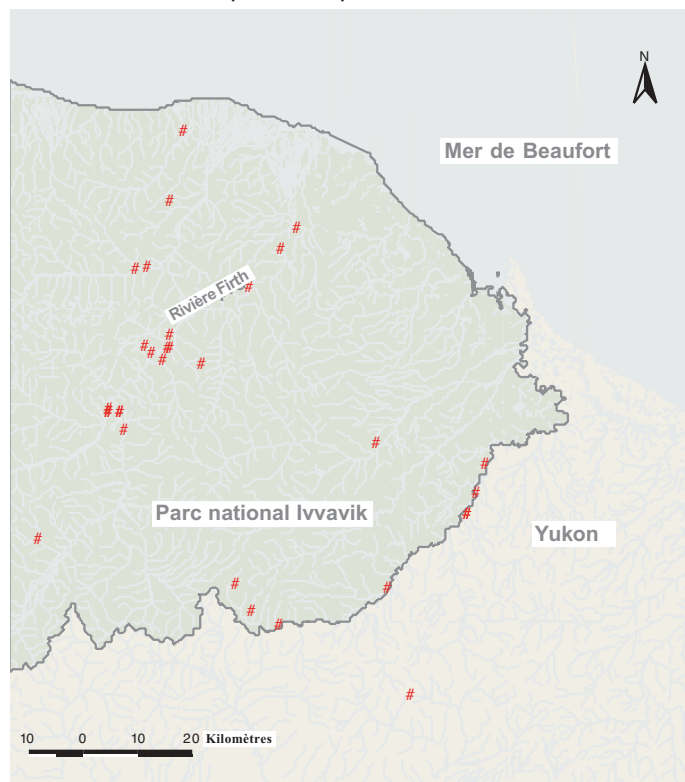 N
Mer de Beaufort
Rivière Firth
Parc national Ivvavik
Yukon
10 0 10 20 Kilomètres